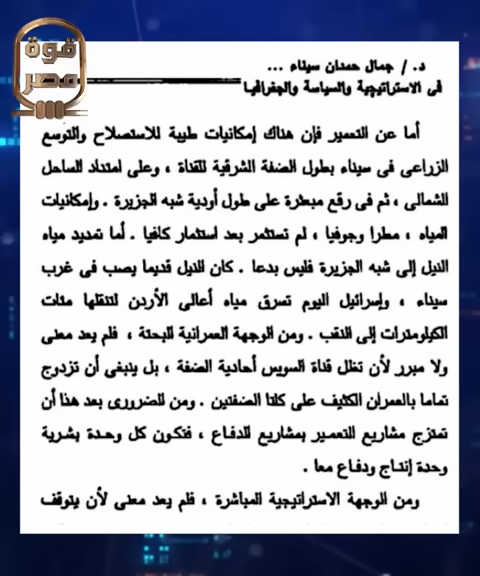 قوة
مصر
د. / جمال حمدان سيناء ...
فى الاستراتيجية والسياسة والجغرافيا
أما عن التعمير فإن هناك إمكانيات طيبة للاستصلاح والتوسع
الزراعى فى سيناء بطول الضفة الشرقية للقناة ، وعلى امتداد الساحل
الشمالى ، ثم فى رقع مبعثرة على طول أودية شبه الجزيرة . وإمكانيات
المياه ، مطرا وجوفيا ، لم تستثمر بعد استثمار كافيا . أما تمديد مياه
النيل إلى شبه الجزيرة فليس بدعا . كان النيل قديما يصب فى غرب
سيناء ، وإسرائيل اليوم تسرق مياه أعالى الأردن لتنقلها مئات
الكيلومترات إلى النقب . ومن الوجهة العمرانية البحتة ، فلم يعد معنى
ولا مبرر لأن تظل قناة السويس أحادية الضفة ، بل ينبغى أن تزدوج
تماما بالعمران الكثيف على كلتا الضفتين . ومن الضرورى بعد هذا أن
تمتزج مشاريع التعمير بمشاريع الدفاع ، فتكون كل وحدة بشرية
وحدة إنتاج ودفاع معا .
ومن الوجهة الاستراتيجية المباشرة ، فلم يعد معنى لأن يتوقف